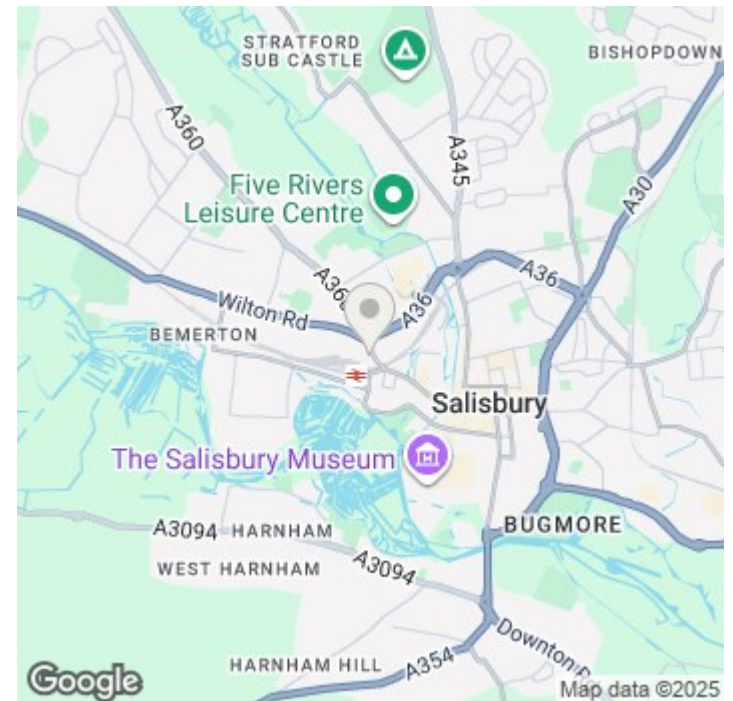 STRATFORD
SUB CASTLE
BISHOPDOWN
A360
A345
Five Rivers
Leisure Centre
A30
A36
A36
Wilton Rd
A36
BEMERTON
Salisbury
The Salisbury Museum
A3094
HARNHAM
BUGMORE
WEST HARNHAM
A3094
Downton
HARNHAM HILL
A354
Google
Map data ©2025